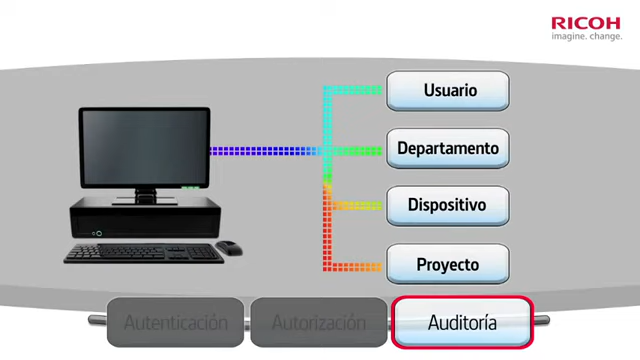 RICOH
imagine. change.
Usuario
Departamento
Dispositivo
Proyecto
Autenticación
Autorización
Auditoría